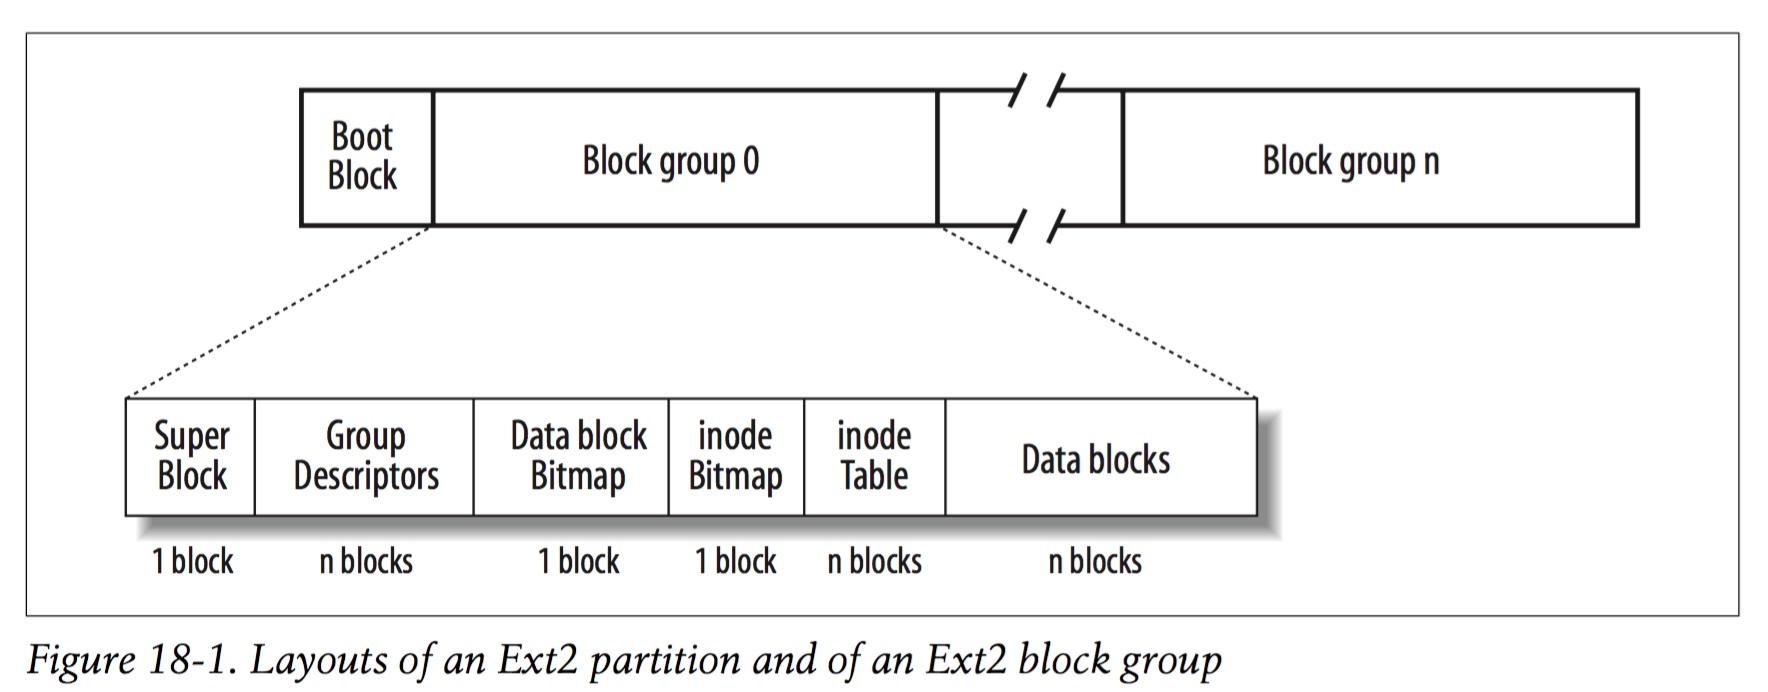 Boot
Block
Block group 0
Block group n
Super
Block
Group
Descriptors
Data block
Bitmap
inode
Bitmap
inode
Table
Data blocks
1 block
n blocks
1 block
1 block
n blocks
n blocks
Figure 18-1. Layouts of an Ext2 partition and of an Ext2 block group